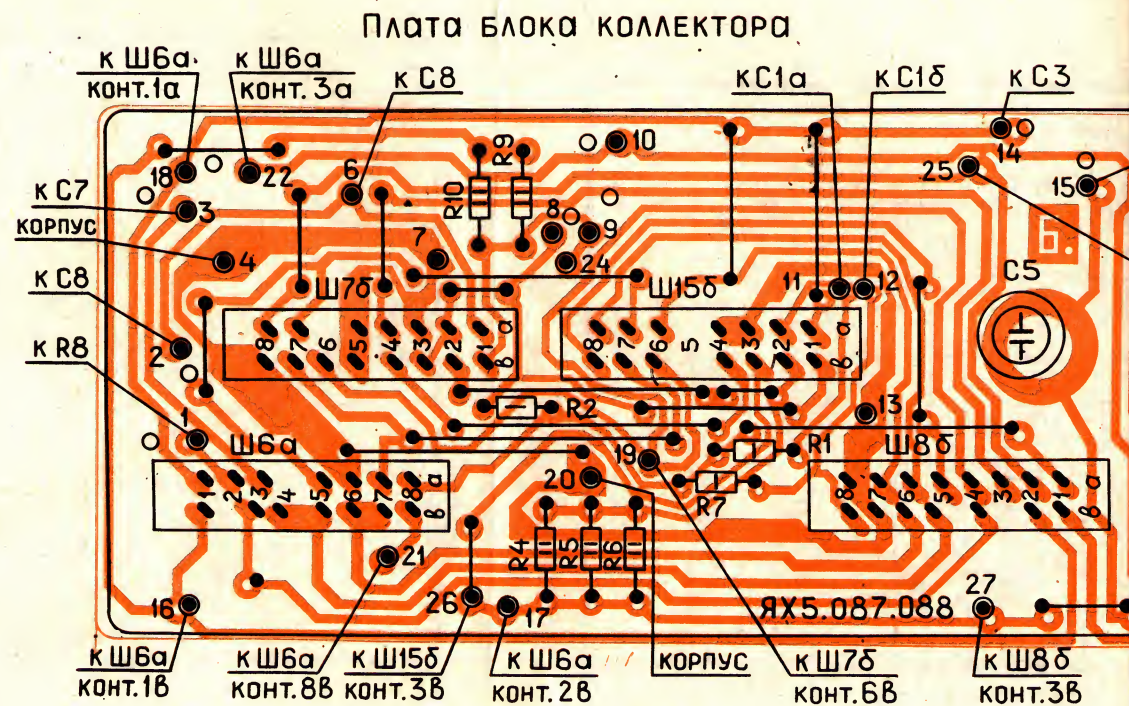 Плата блока коллектора
к Ш6а
конт.1а
к Ш6а
конт.3а
к С8
к С1а
к С1б
к С3
18
22
6
10
R9
R10
14
25
15
к С7
корпус
3
4
7
8
9
24
11
12
6.
С5
к С8
2
к R8
1
Ш7б
8 7 6 5 4 3 2 1
а
в
Ш15б
8 7 6 5 4 3 2 1
а
в
R2
13
R1
R7
19
20
Ш6а
1 2 3 4 5 6 7 8
а
в
Ш8б
8 7 6 5 4 3 2 1
а
в
21
R4
R5
R6
16
26
17
ЯХ5.087.088
27
к Ш6а
конт.1в
к Ш6а
конт.8в
к Ш15б
конт.3в
к Ш6а
конт.2в
корпус
к Ш7б
конт.6в
к Ш8б
конт.3в